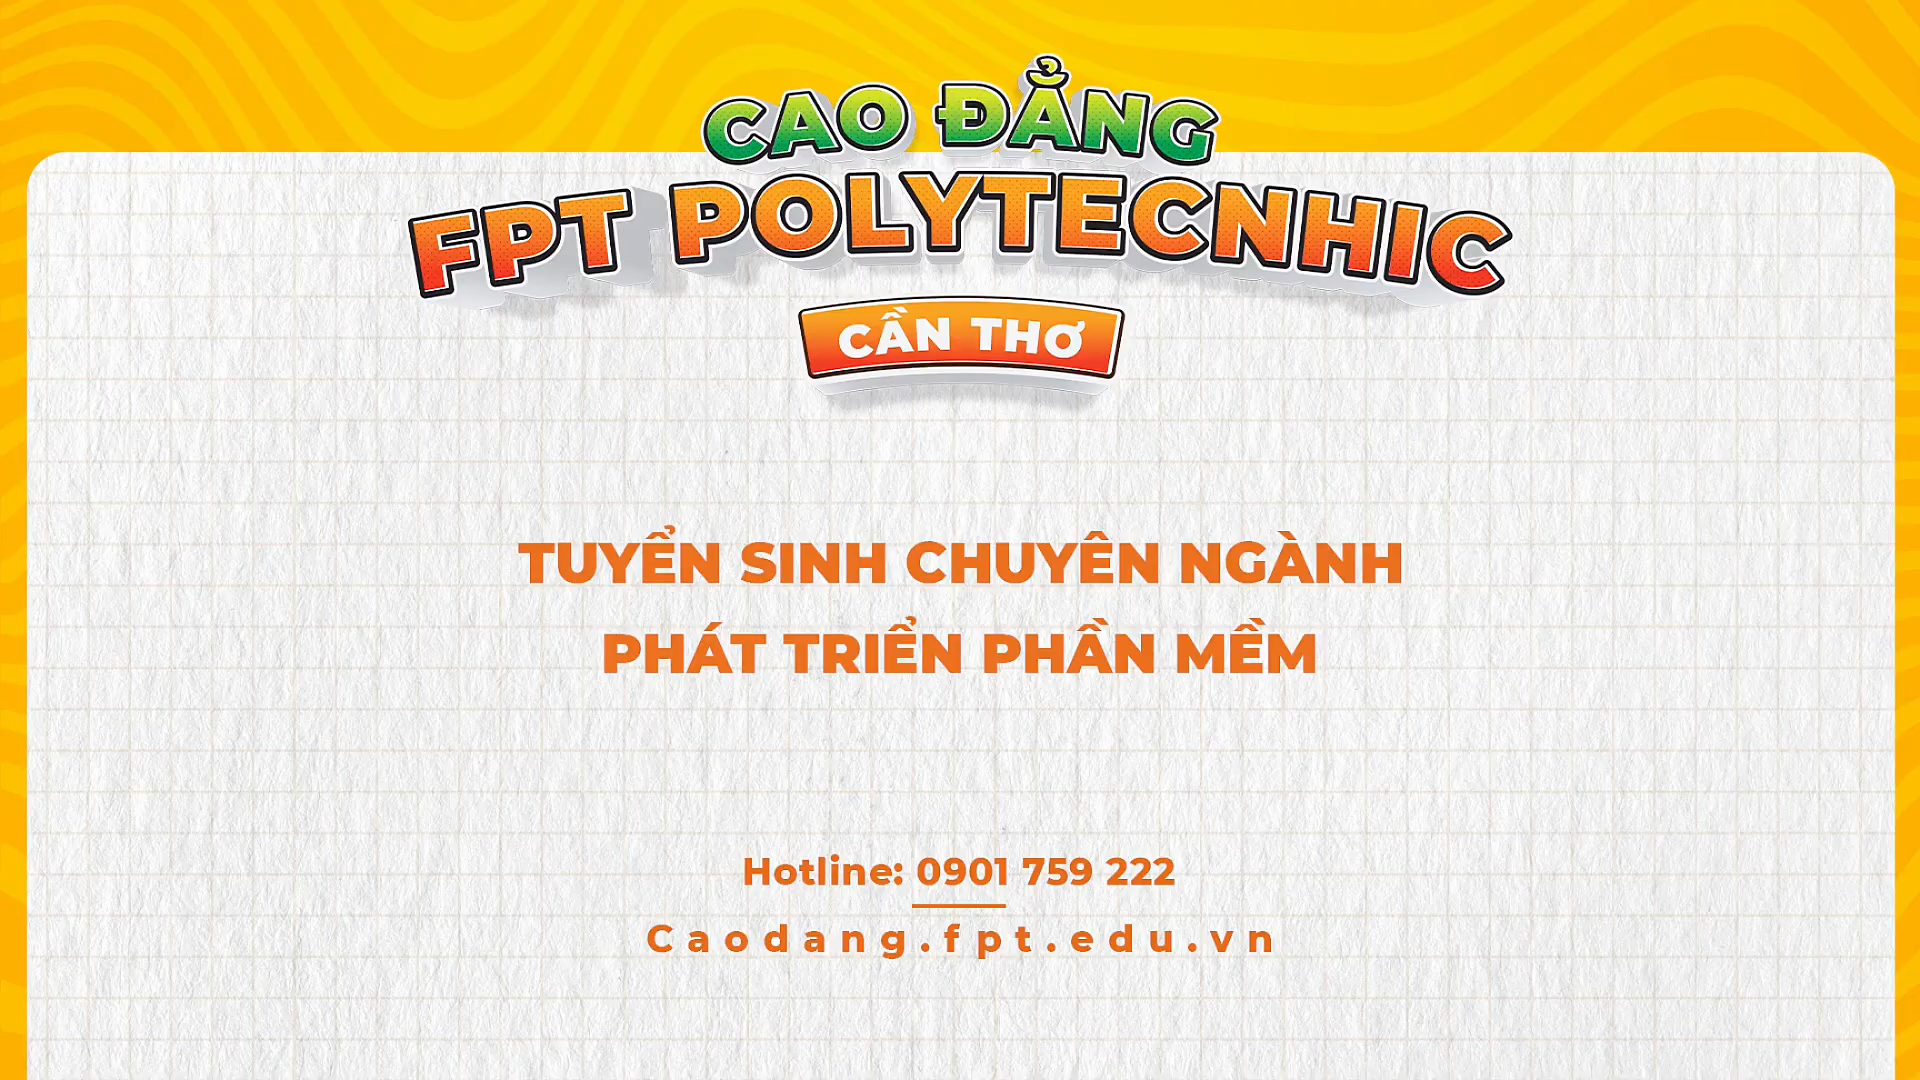 CAO ĐẲNG
FPT POLYTECNHIC
CẦN THƠ
TUYỂN SINH CHUYÊN NGÀNH
PHÁT TRIỂN PHẦN MỀM
Hotline: 0901 759 222
Caodang.fpt.edu.vn